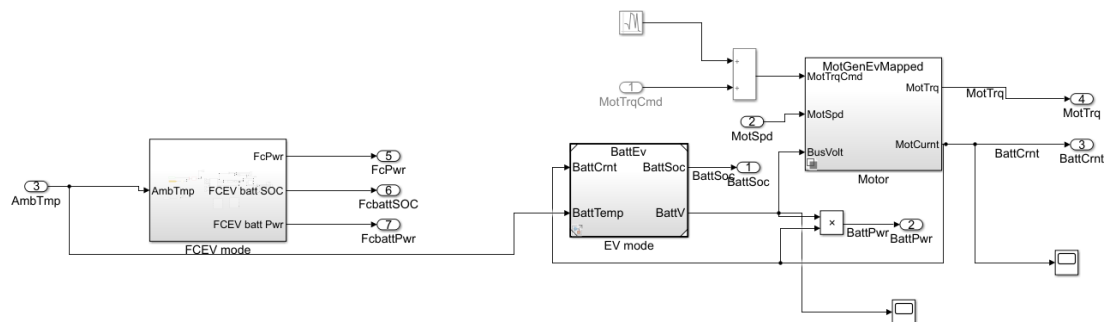 MotGenEvMapped
MotTrqCmd
MotTrq
MotTrq
4
MotTrq
1
MotTrqCmd
MotSpd
2
MotSpd
BusVolt
MotCurnt
BattCrnt
3
BattCrnt
Motor
FcPwr
5
FcPwr
3
AmbTmp
AmbTmp
FCEV batt SOC
6
FcbattSOC
FCEV batt Pwr
7
FcbattPwr
FCEV mode
BattEv
BattCrnt
BattSoc
BattSoc
1
BattSoc
BattTemp
BattV
EV mode
×
BattPwr
2
BattPwr
+
+